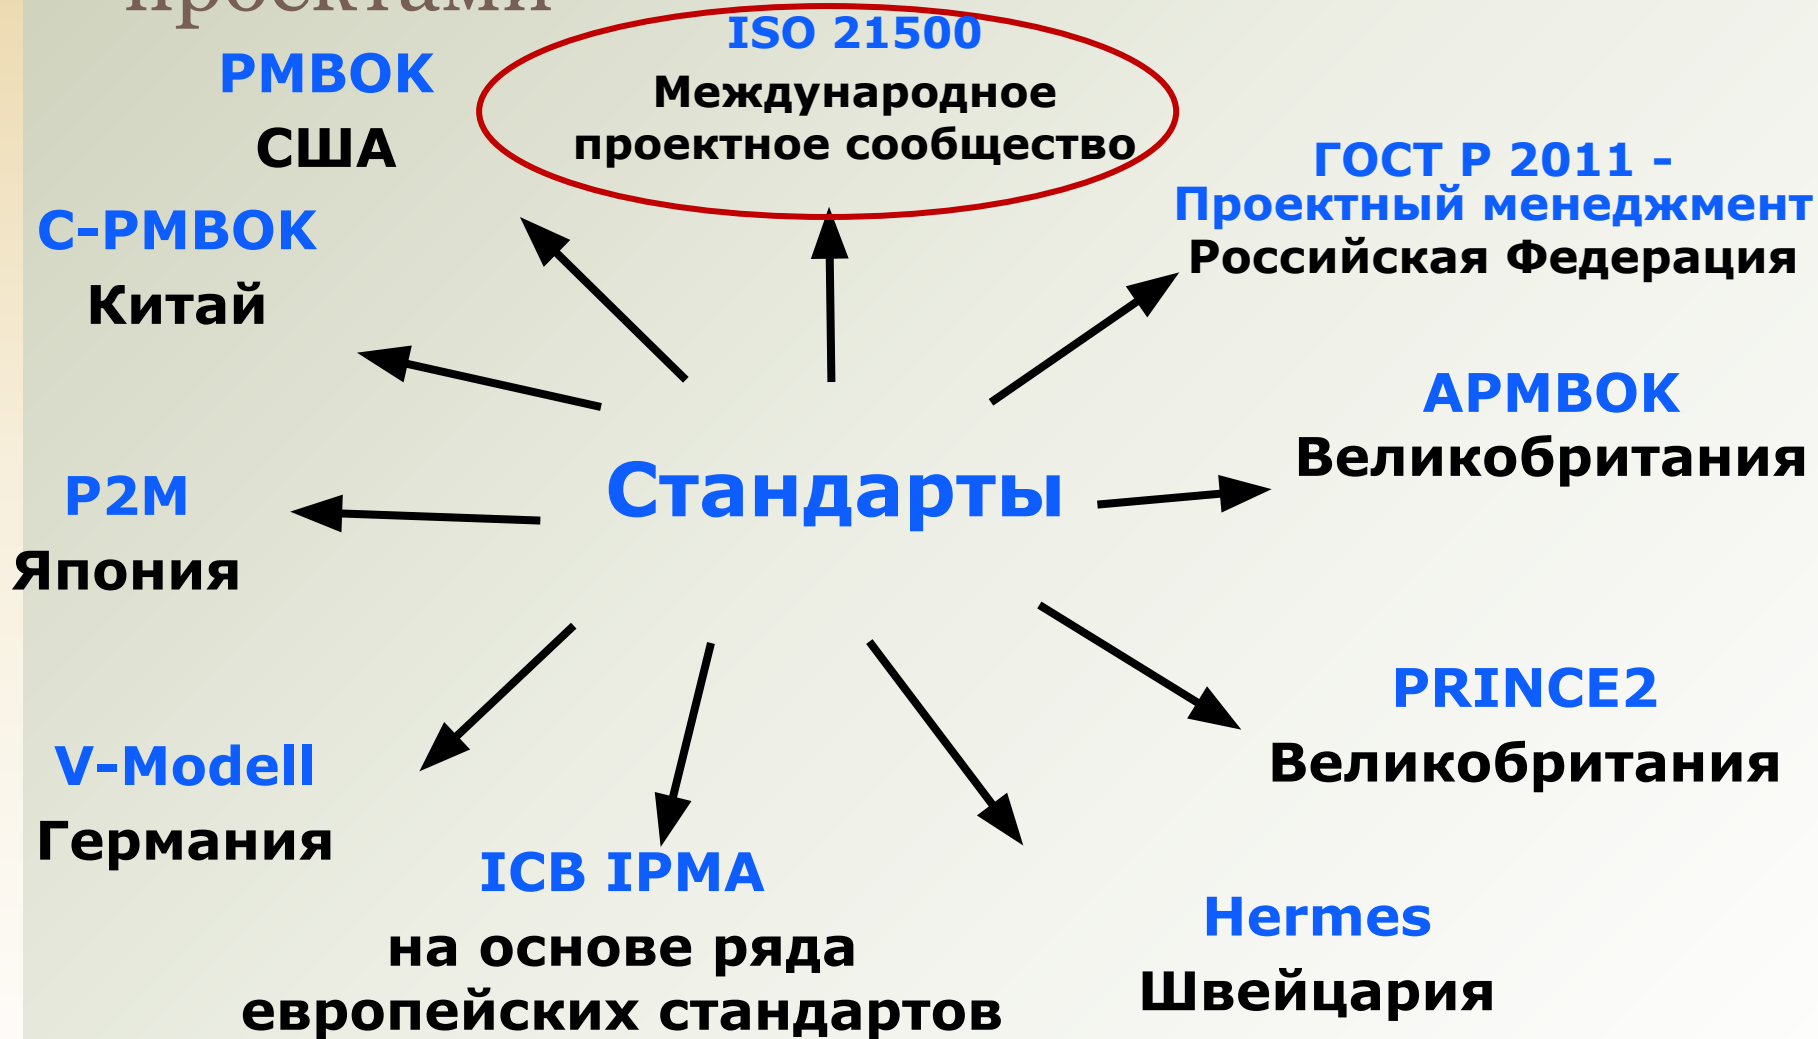 проектами
ISO 21500
Международное
проектное сообщество
PMBOK
США
ГОСТ Р 2011 -
Проектный менеджмент
Российская Федерация
C-PMBOK
Китай
APMBOK
Великобритания
Стандарты
P2M
Япония
PRINCE2
Великобритания
V-Modell
Германия
ICB IPMA
на основе ряда
европейских стандартов
Hermes
Швейцария